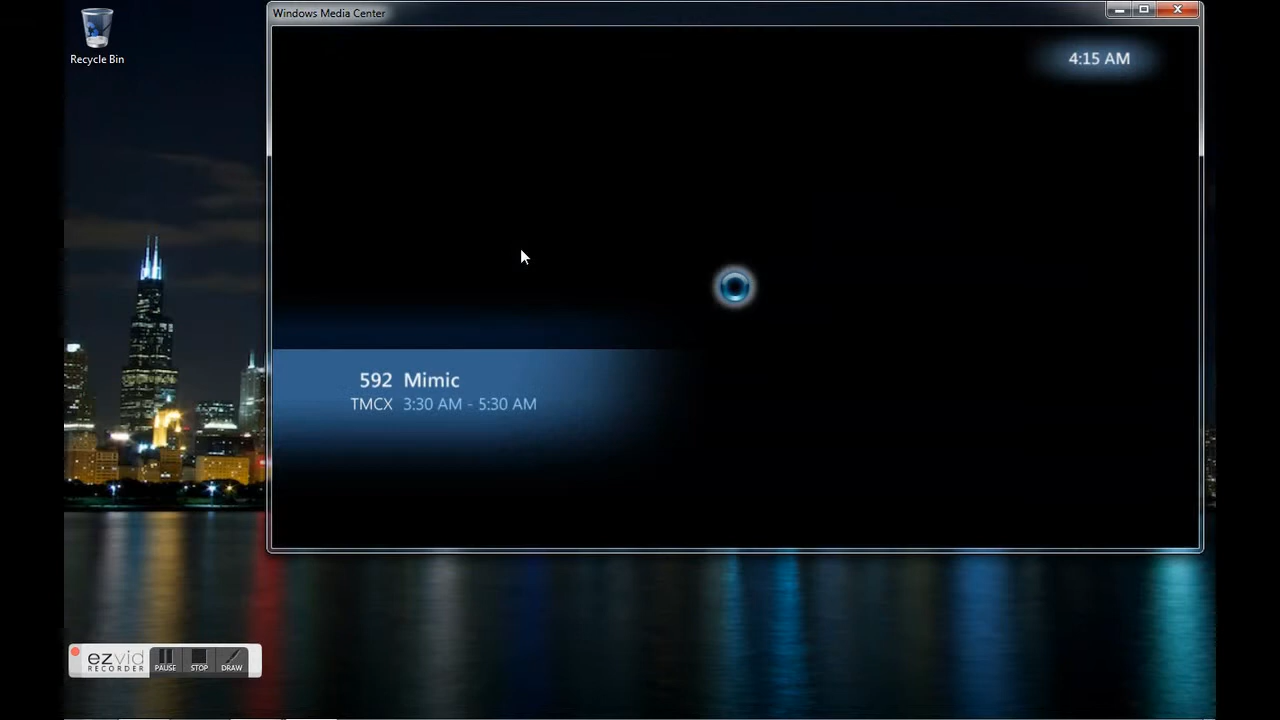 Windows Media Center
Recycle Bin
4:15 AM
592 Mimic
TMCX 3:30 AM - 5:30 AM
ezvid
RECORDER
PAUSE STOP DRAW